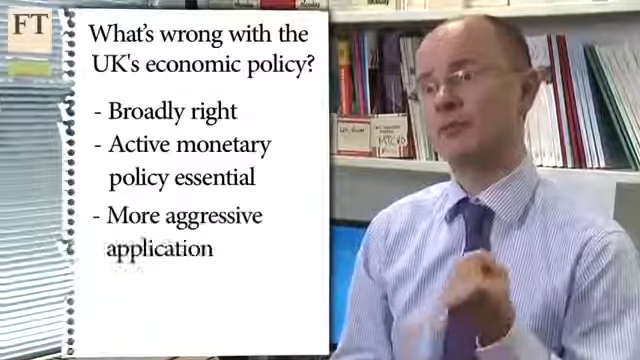 FT
What's wrong with the
UK's economic policy?
- Broadly right
- Active monetary
policy essential
- More aggressive
application